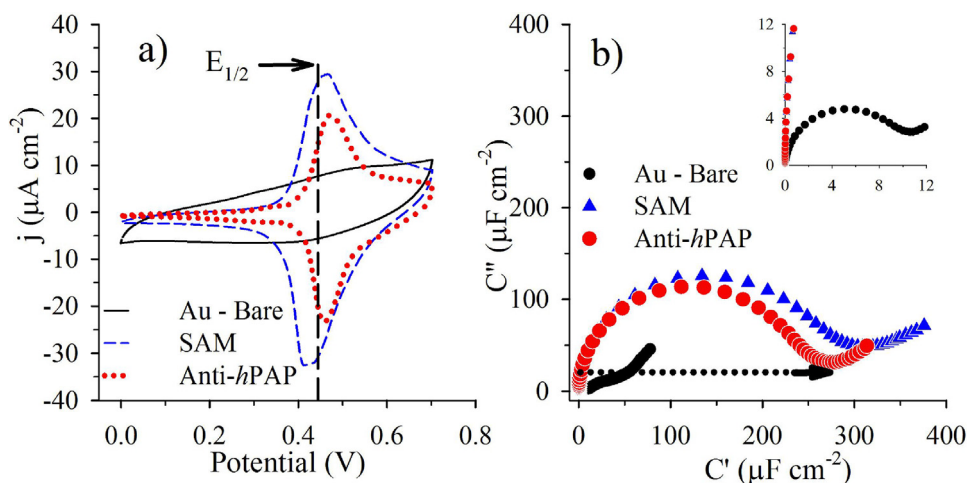 a)
E1/2
j (μA cm-2)
40
30
20
10
0
-10
-20
-30
-40
Au - Bare
SAM
Anti-hPAP
0.0 0.2 0.4 0.6 0.8
Potential (V)
b)
C'' (μF cm-2)
400
300
200
100
0
Au - Bare
SAM
Anti-hPAP
0 100 200 300 400
C' (μF cm-2)
12
8
4
0
0 4 8 12